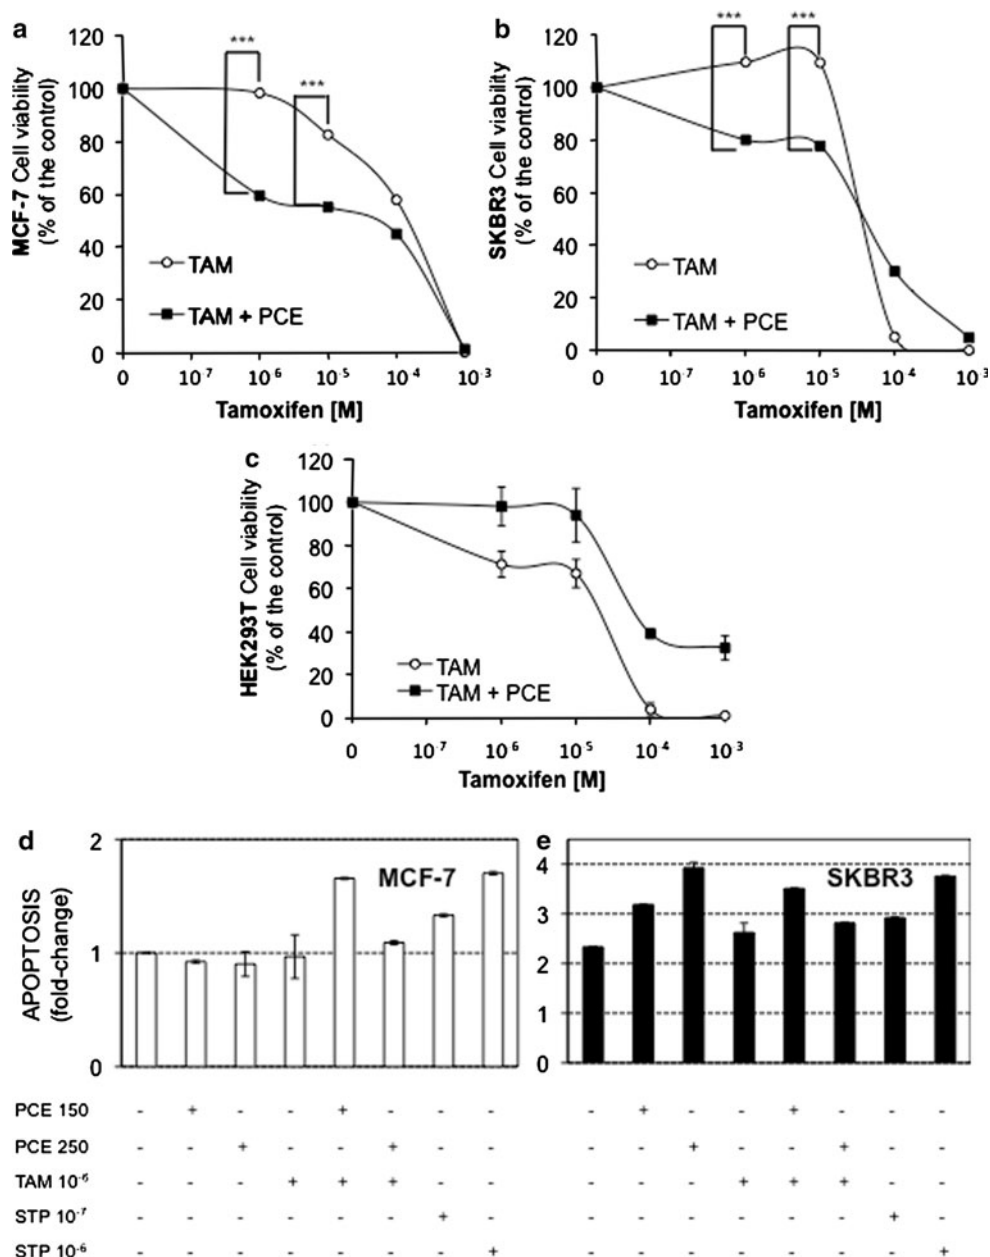 a
120
100
80
60
40
20
0
MCF-7 Cell viability
(% of the control)
***
***
TAM
TAM + PCE
0 10-7 10-6 10-5 10-4 10-3
Tamoxifen [M]
b
120
100
80
60
40
20
0
SKBR3 Cell viability
(% of the control)
***
***
TAM
TAM + PCE
0 10-7 10-6 10-5 10-4 10-3
Tamoxifen [M]
c
120
100
80
60
40
20
0
HEK293T Cell viability
(% of the control)
TAM
TAM + PCE
0 10-7 10-6 10-5 10-4 10-3
Tamoxifen [M]
d
2
1
0
APOPTOSIS
(fold-change)
MCF-7
e
4
3
2
1
0
SKBR3
PCE 150 - + - - + - - - - + - - + - - -
PCE 250 - - + - - + - - - - + - - + - -
TAM 10-6 - - - + + + - - - - - + + + - -
STP 10-7 - - - - - - + - - - - - - - + -
STP 10-6 - - - - - - - + - - - - - - - +